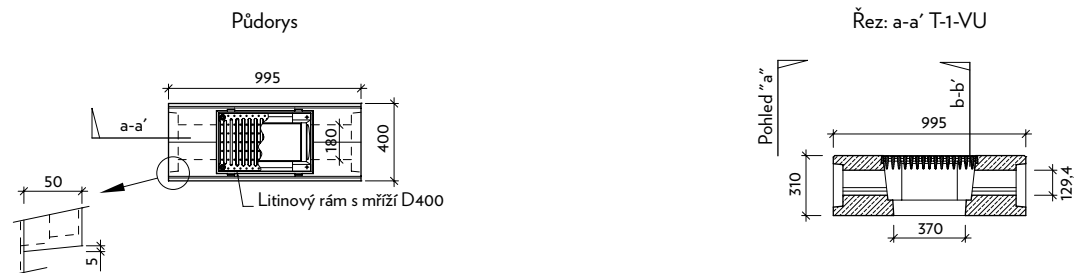 Půdorys
995
a-a′
180
400
50
Litinový rám s mříží D400
5
Řez: a-a′ T-1-VU
Pohled "a"
b-b′
995
310
129,4
370